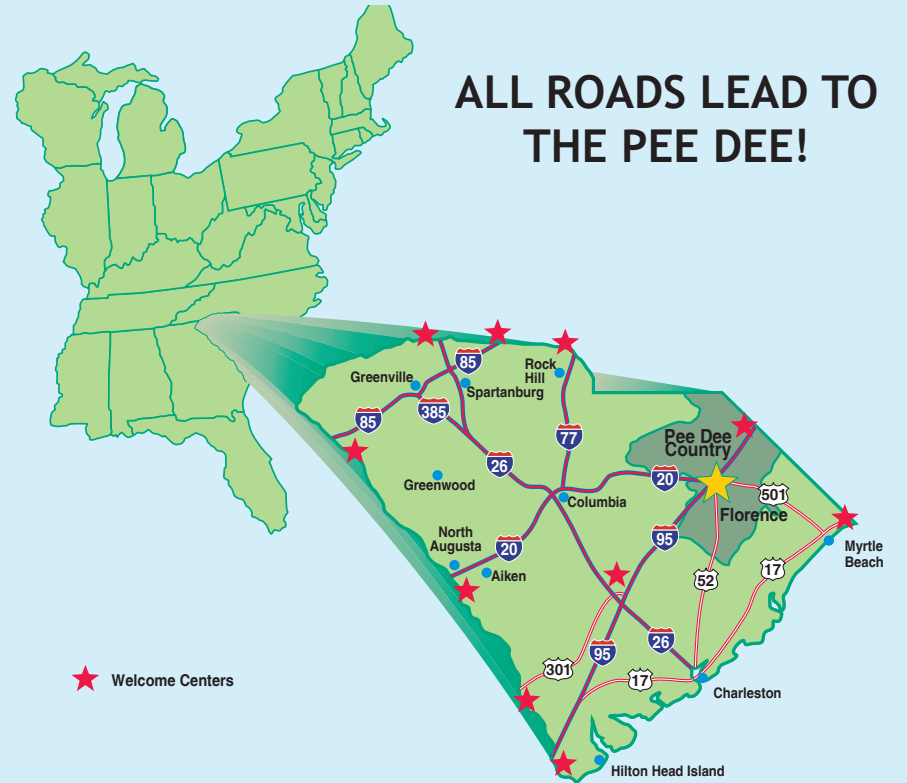 ALL ROADS LEAD TO
THE PEE DEE!
85
Rock
Hill
Greenville
Spartanburg
385
85
77
Pee Dee
Country
26
20
Greenwood
501
Columbia
Florence
95
North
Augusta
20
17
Myrtle
Beach
Aiken
52
26
95
301
17
Welcome Centers
Charleston
Hilton Head Island